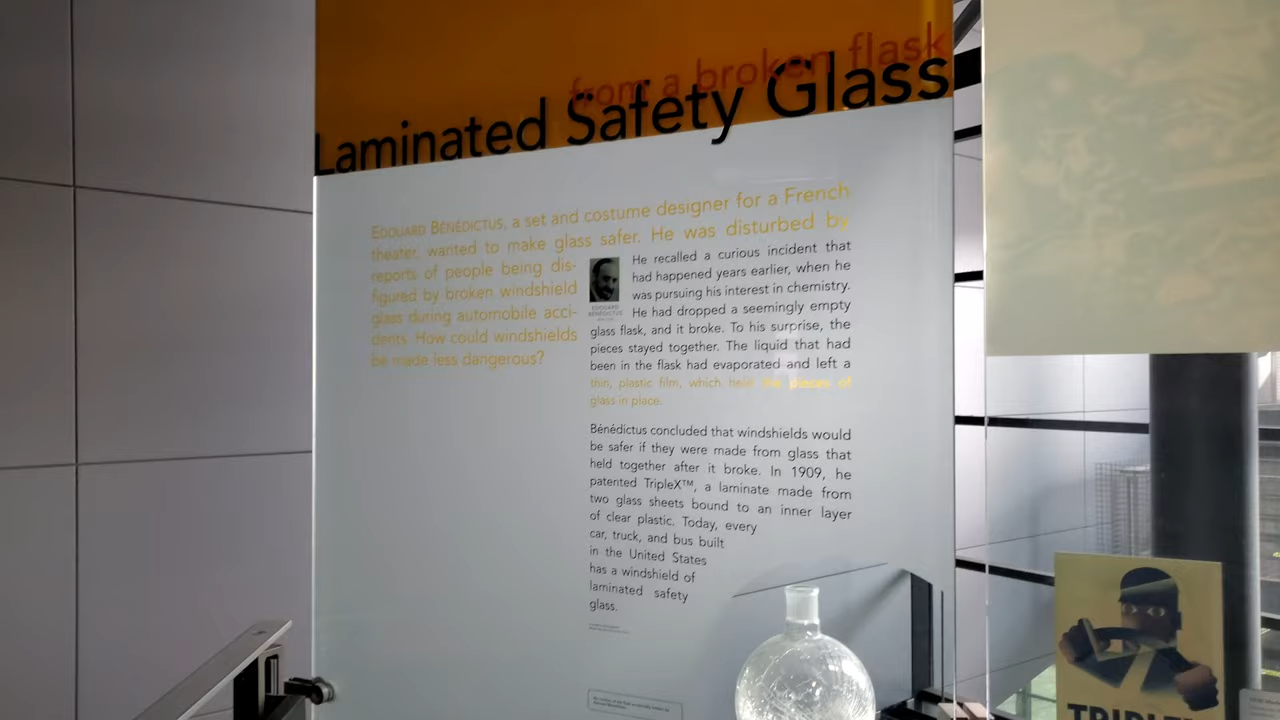 from a broken flask
Laminated Safety Glass
EDOUARD BÉNÉDICTUS, a set and costume designer for a French
theater, wanted to make glass safer. He was disturbed by
reports of people being dis-
figured by broken windshield
glass during automobile acci-
dents. How could windshields
be made less dangerous?
EDOUARD
BÉNÉDICTUS
He recalled a curious incident that
had happened years earlier, when he
was pursuing his interest in chemistry.
He had dropped a seemingly empty
glass flask, and it broke. To his surprise, the
pieces stayed together. The liquid that had
been in the flask had evaporated and left a
thin, plastic film, which held the pieces of
glass in place.
Bénédictus concluded that windshields would
be safer if they were made from glass that
held together after it broke. In 1909, he
patented TripleX™, a laminate made from
two glass sheets bound to an inner layer
of clear plastic. Today, every
car, truck, and bus built
in the United States
has a windshield of
laminated safety
glass.